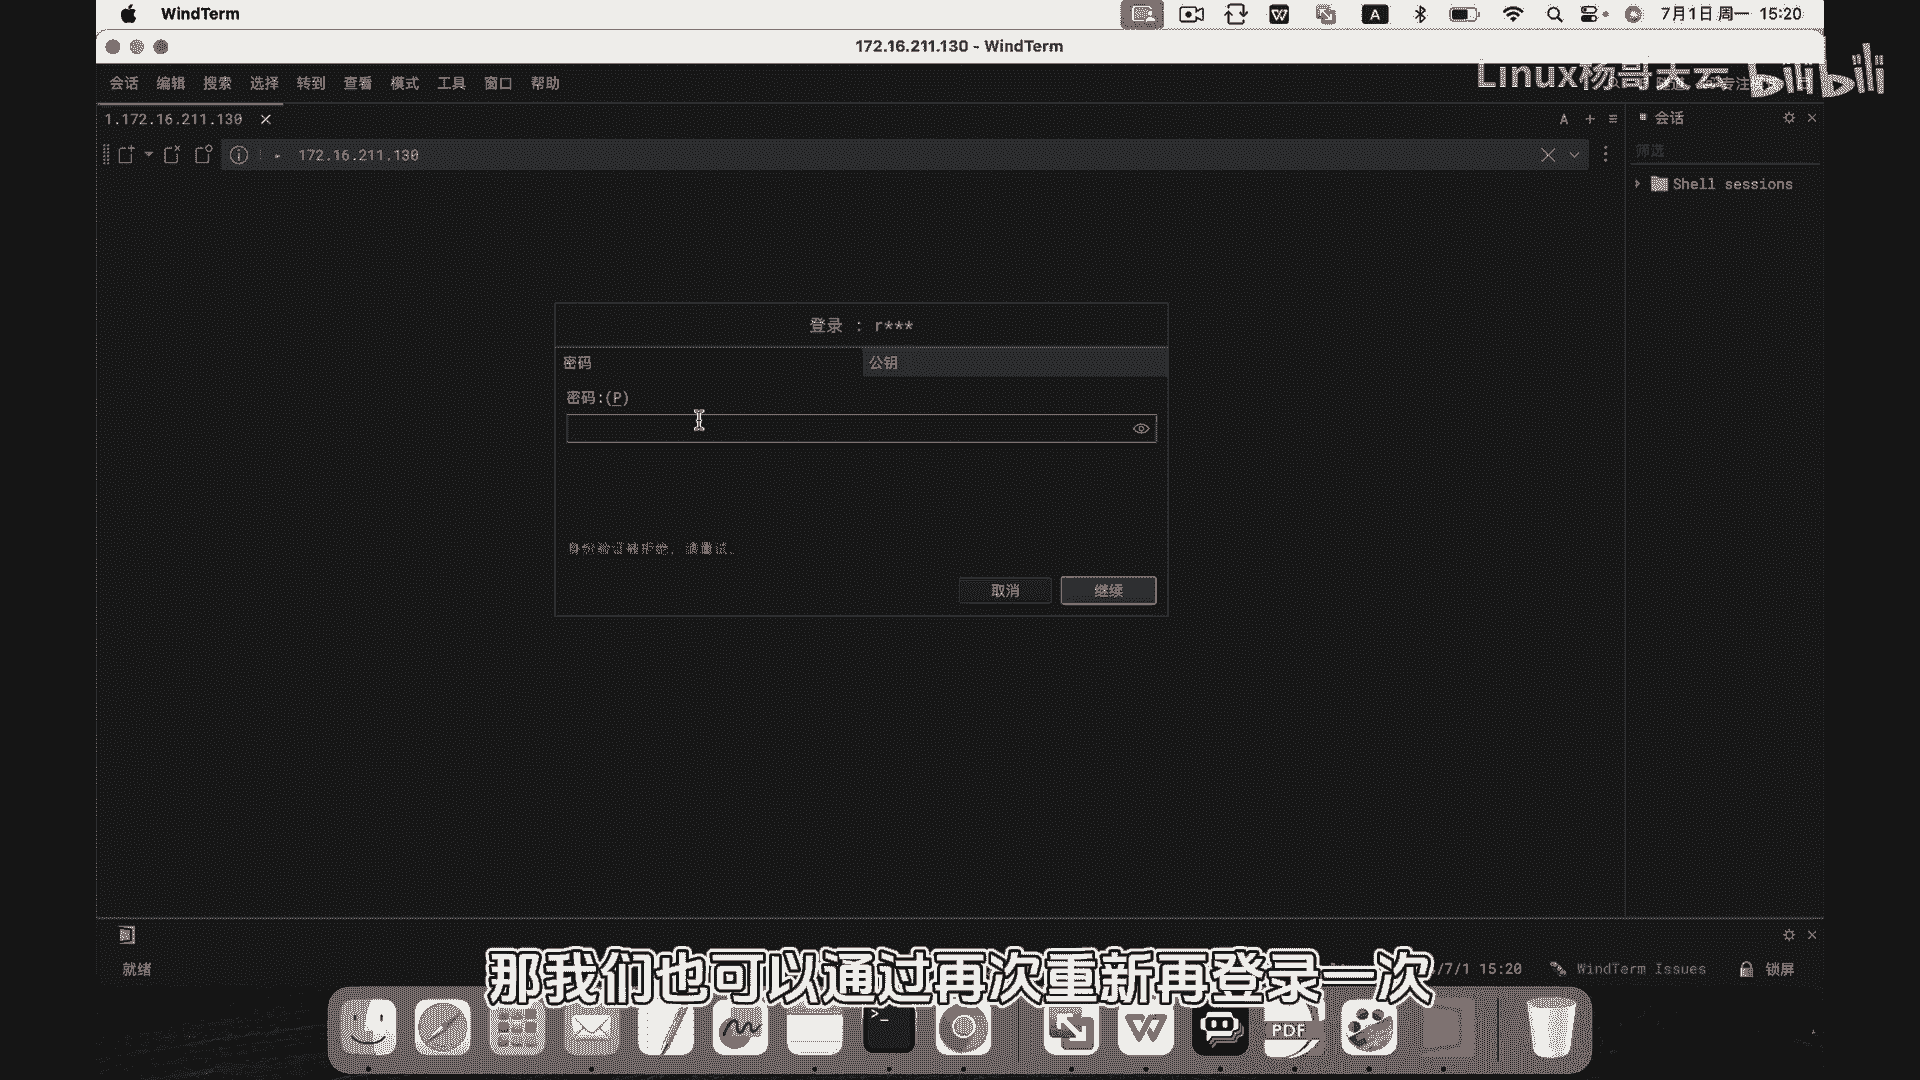 WindTerm
W
A
7月1日 周一 15:20
172.16.211.130 - WindTerm
Linux杨哥天云 bilibili
会话 编辑 搜索 选择 转到 查看 模式 工具 窗口 帮助
专注
1.172.16.211.130
A
会话
172.16.211.130
筛选
Shell sessions
登录 : r***
密码
公钥
密码:(P)
身份验证被拒绝，请重试。
取消
继续
那我们也可以通过再次重新再登录一次
就绪
/7/1 15:20
WindTerm Issues
锁屏
>_
W
PDF